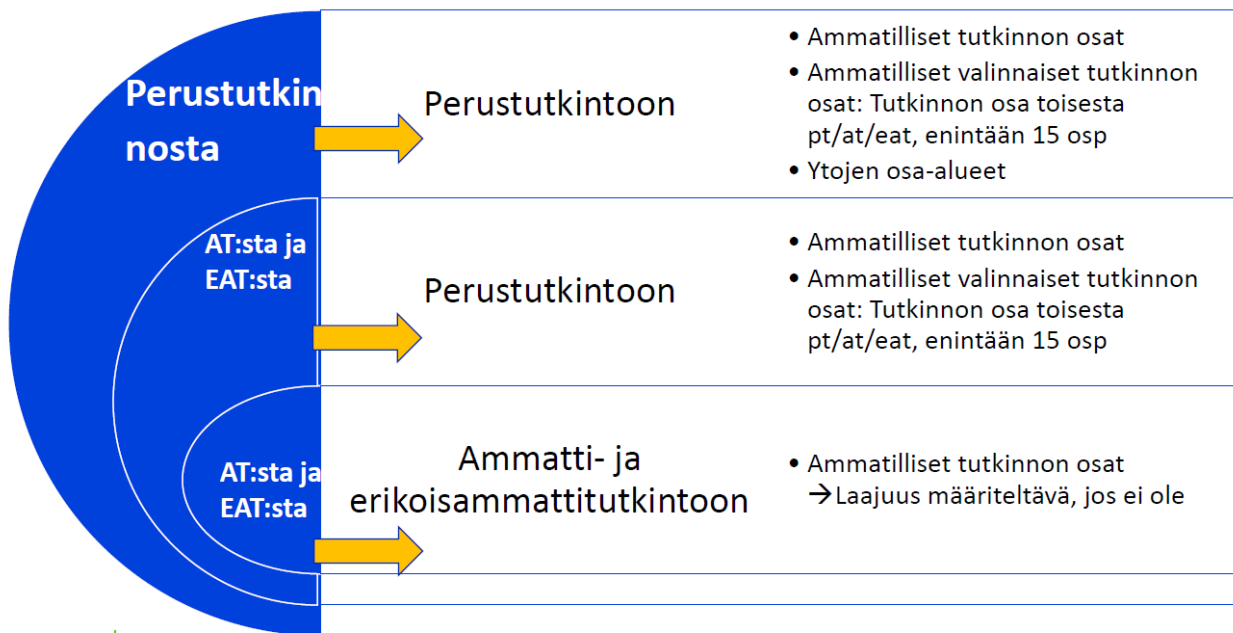 Perustutkin
nosta
Perustutkintoon
• Ammatilliset tutkinnon osat
• Ammatilliset valinnaiset tutkinnon
osat: Tutkinnon osa toisesta
pt/at/eat, enintään 15 osp
• Ytojen osa-alueet
AT:sta ja
EAT:sta
Perustutkintoon
• Ammatilliset tutkinnon osat
• Ammatilliset valinnaiset tutkinnon
osat: Tutkinnon osa toisesta
pt/at/eat, enintään 15 osp
AT:sta ja
EAT:sta
Ammatti- ja
erikoisammattitutkintoon
• Ammatilliset tutkinnon osat
→Laajuus määriteltävä, jos ei ole